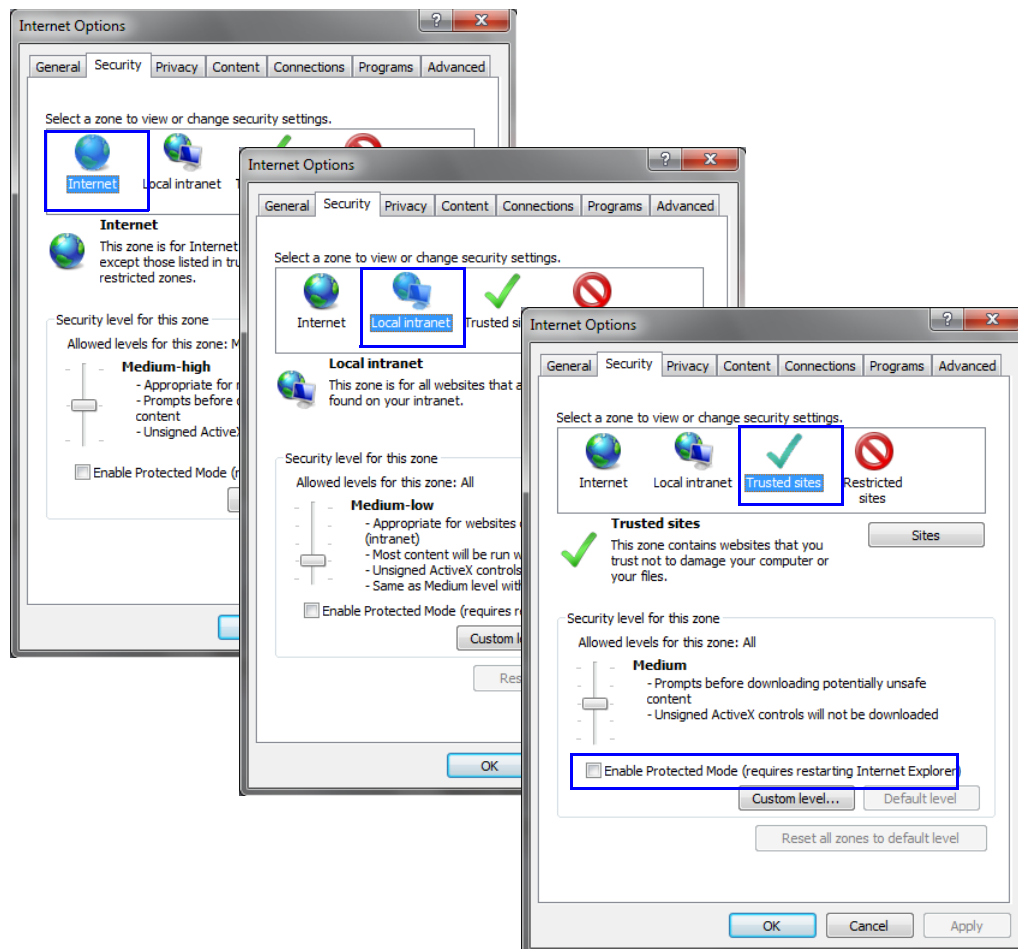 Internet Options
General Security Privacy Content Connections Programs Advanced
Select a zone to view or change security settings.
Internet Local intranet
Internet
This zone is for Internet
except those listed in
restricted zones.
Security level for this zone
Allowed levels for this zone:
Medium-high
- Appropriate for
- Prompts before
content
- Unsigned ActiveX
Enable Protected Mode
Internet Options
General Security Privacy Content Connections Programs Advanced
Select a zone to view or change security settings.
Internet Local intranet Trusted
Local intranet
This zone is for all websites that
found on your intranet.
Security level for this zone
Allowed levels for this zone: All
Medium-low
- Appropriate for websites
(intranet)
- Most content will be run
- Unsigned ActiveX controls
- Same as Medium level
Enable Protected Mode (requires
Custom
OK
Internet Options
General Security Privacy Content Connections Programs Advanced
Select a zone to view or change security settings.
Internet Local intranet Trusted sites Restricted
sites
Trusted sites
Sites
This zone contains websites that you
trust not to damage your computer or
your files.
Security level for this zone
Allowed levels for this zone: All
Medium
- Prompts before downloading potentially unsafe
content
- Unsigned ActiveX controls will not be downloaded
Enable Protected Mode (requires restarting Internet Explorer)
Custom level... Default level
Reset all zones to default level
OK Cancel Apply